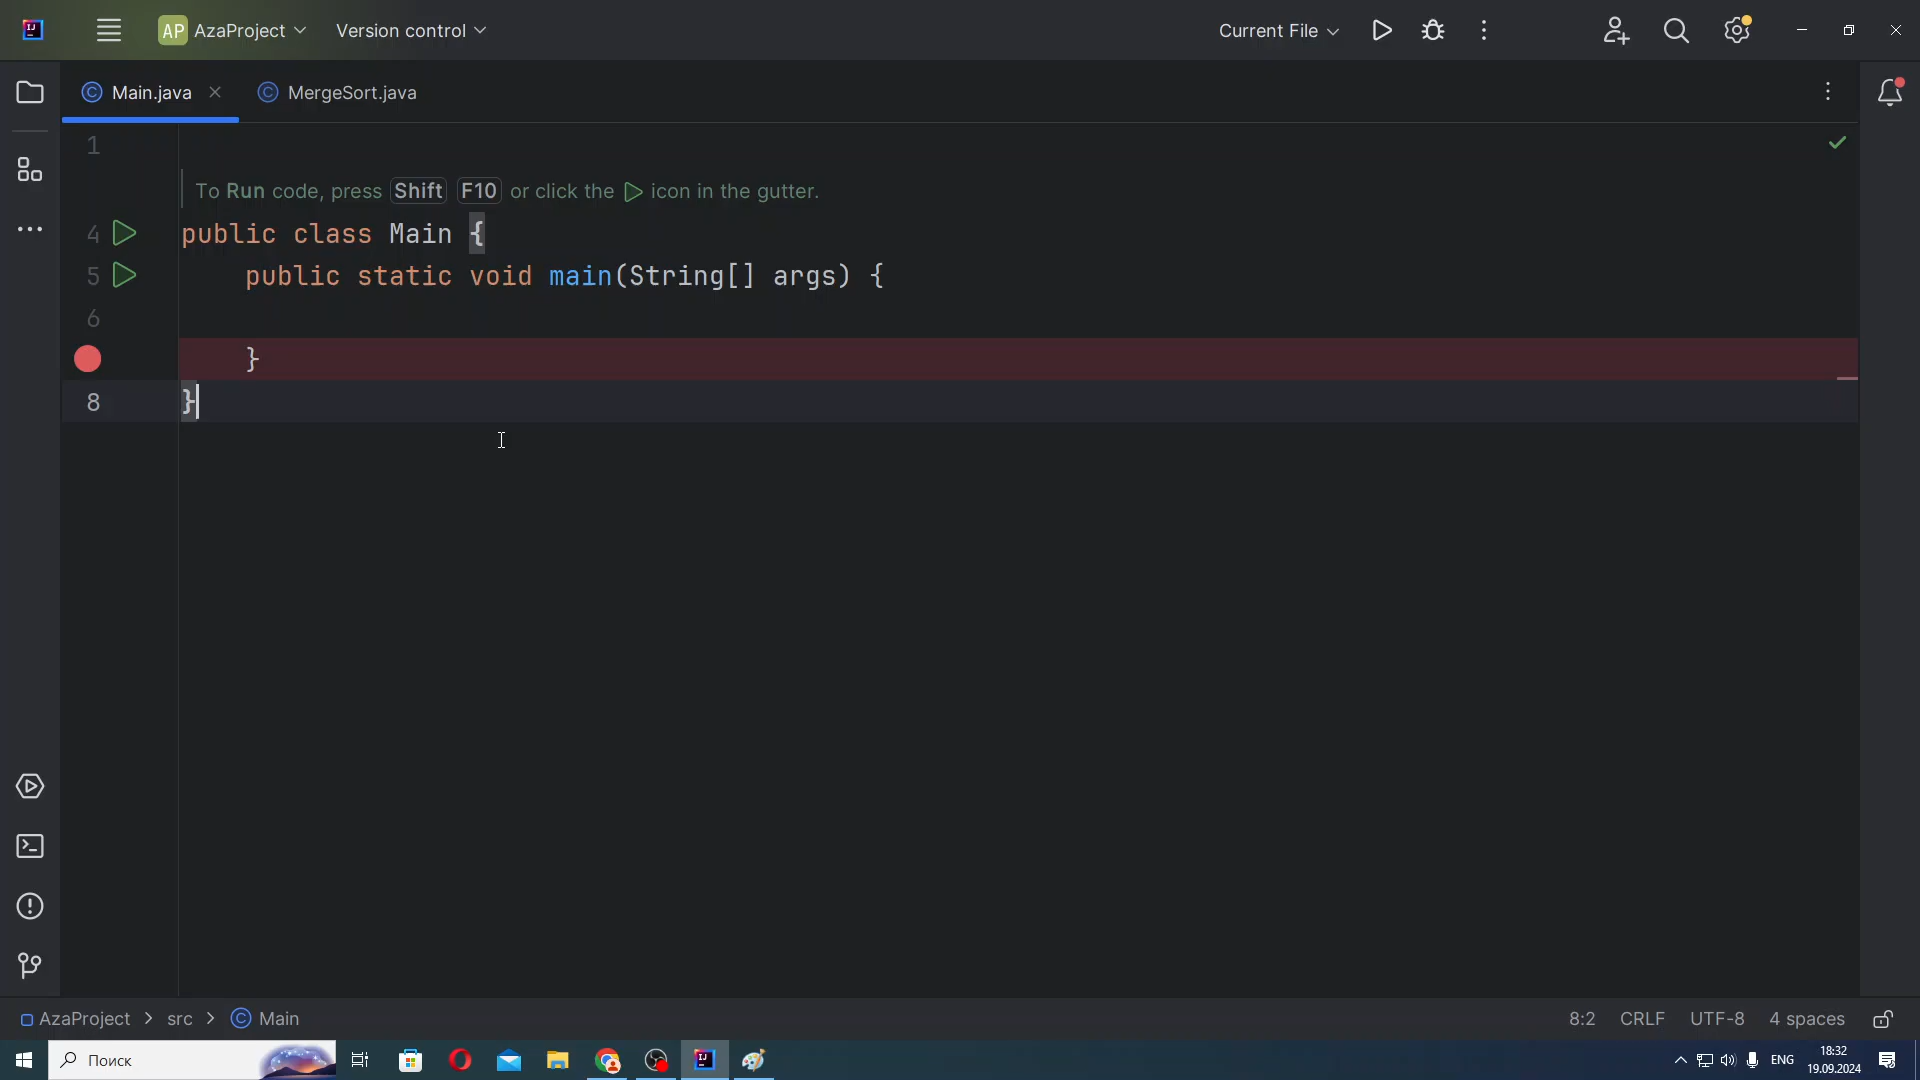 AP AzaProject Version control Current File
Main.java MergeSort.java
1
To Run code, press Shift F10 or click the icon in the gutter.
4 public class Main {
5 public static void main(String[] args) {
6
}
8 }
AzaProject > src > Main 8:2 CRLF UTF-8 4 spaces
Поиск ENG 18:32
19.09.2024